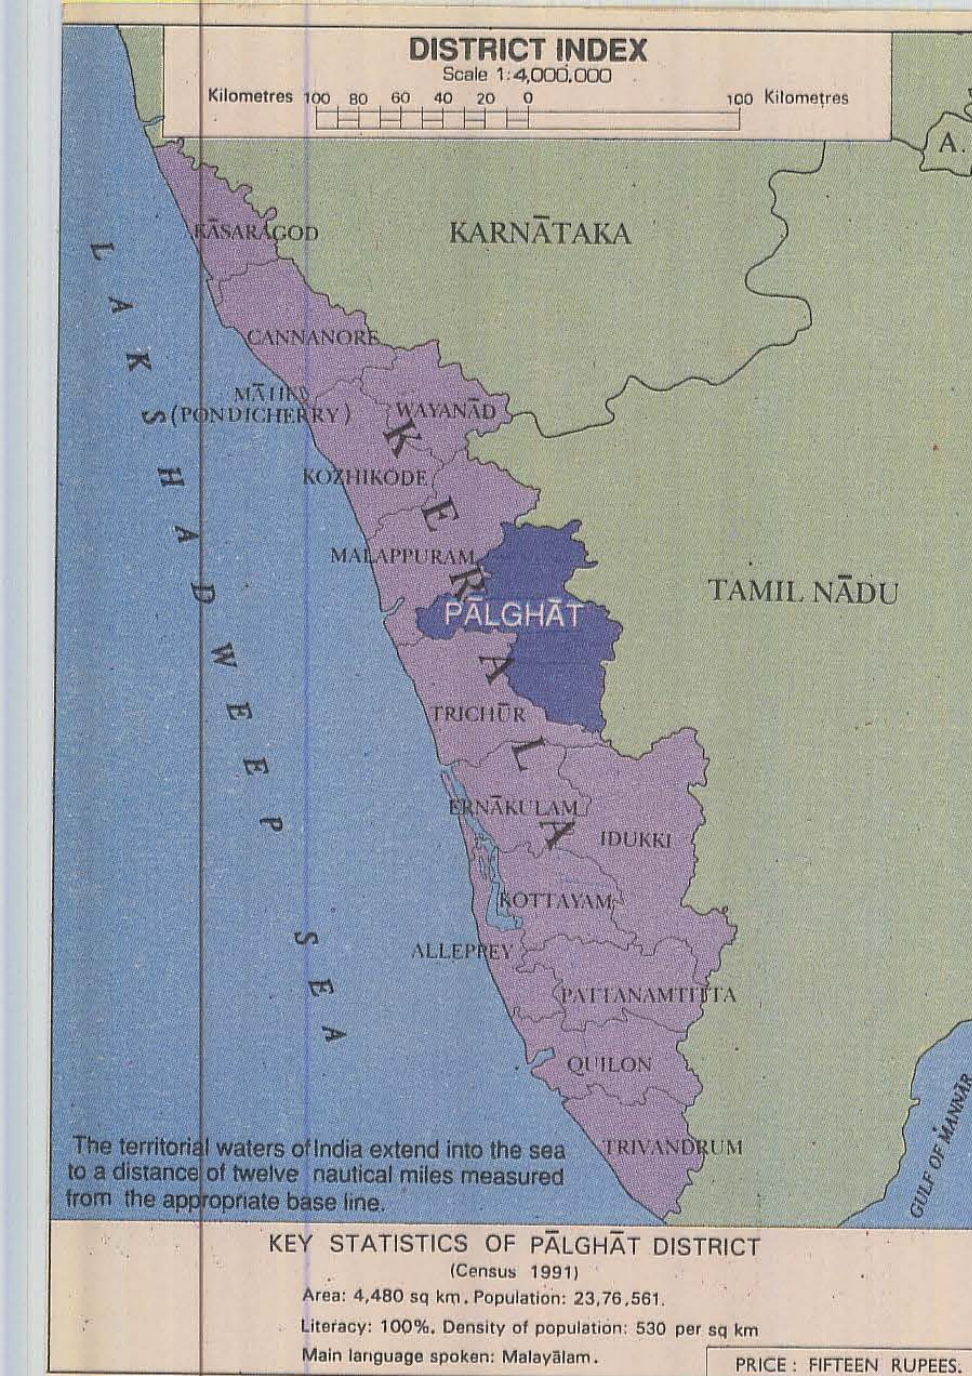 DISTRICT INDEX
Scale 1:4,000,000
Kilometres 100 80 60 40 20 0 100 Kilometres
A.
KĀSARAGOD
KARNĀTAKA
LAKSHADWEEP SEA
CANNANORE
(PONDICHERRY)
WAYANĀD
KERALA
KOZHIKODE
MALAPPURAM
TAMIL NĀDU
PĀLGHĀT
TRICHŪR
ERNĀKULAM
IDUKKI
KOTTAYAM
ALLEPREY
PATTANAMTITTA
QUILON
TRIVANDRUM
GULF OF MANNĀR
The territorial waters of India extend into the sea
to a distance of twelve nautical miles measured
from the appropriate base line.
KEY STATISTICS OF PĀLGHĀT DISTRICT
(Census 1991)
Area: 4,480 sq km. Population: 23,76,561.
Literacy: 100%. Density of population: 530 per sq km
Main language spoken: Malayālam.
PRICE : FIFTEEN RUPEES.